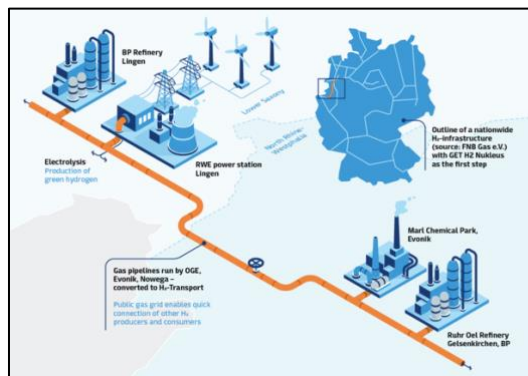 BP Refinery
Lingen
RWE power station
Lingen
Electrolysis
Production of
green hydrogen
Lower Saxony
North Rhine-
Westphalia
Outline of a nationwide
H₂-infrastructure
(source: FNB Gas e.V.)
with GET H2 Nukleus
as the first step
Gas pipelines run by OGE,
Evonik, Nowega –
converted to H₂-Transport
Public gas grid enables quick
connection of other H₂
producers and consumers
Marl Chemical Park,
Evonik
Ruhr Oel Refinery
Gelsenkirchen, BP